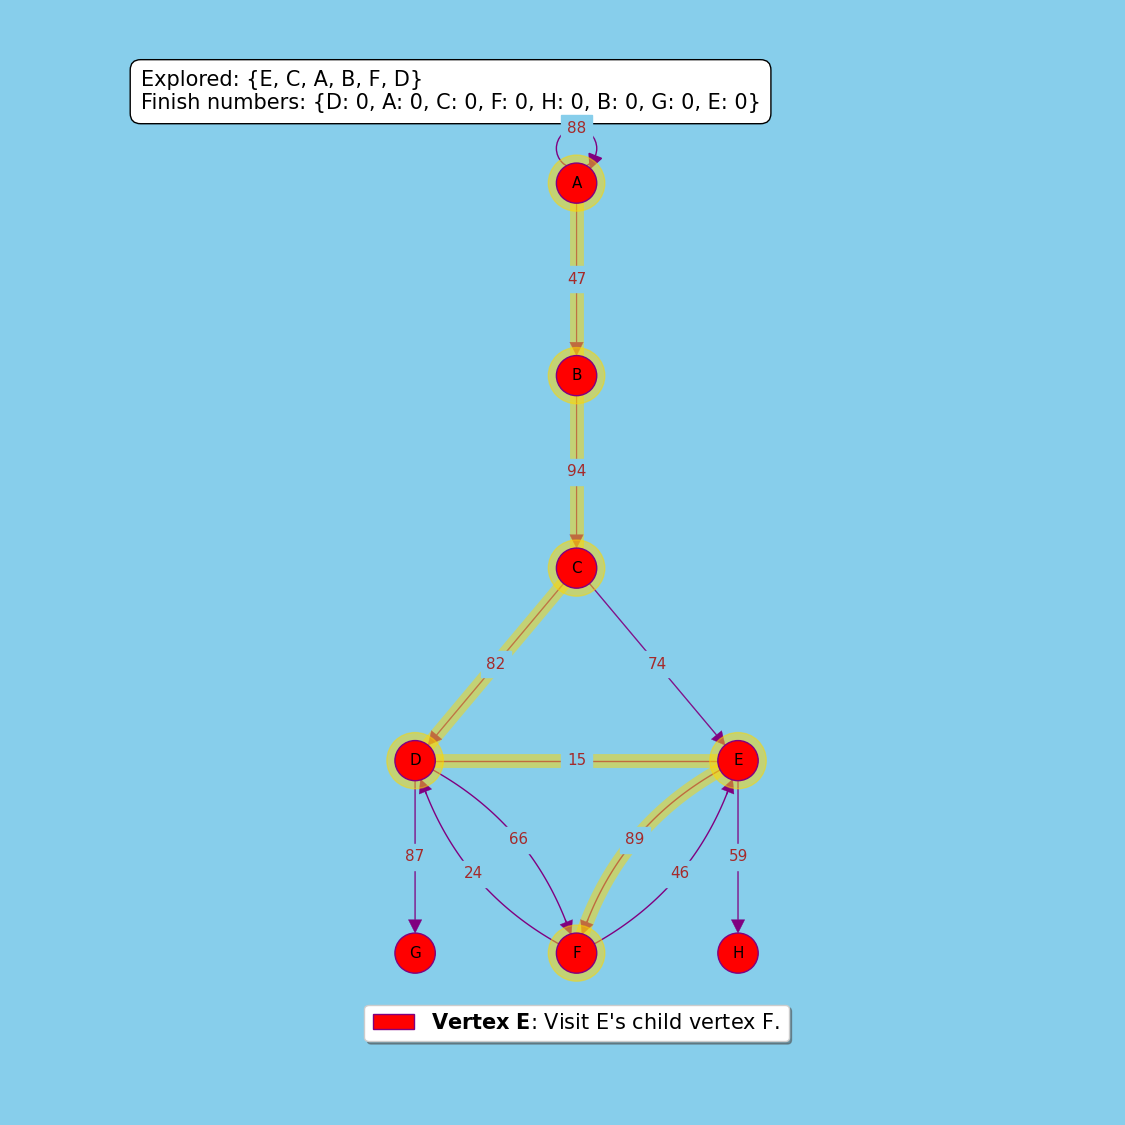 Explored: {E, C, A, B, F, D}
Finish numbers: {D: 0, A: 0, C: 0, F: 0, H: 0, B: 0, G: 0, E: 0}
88
A
47
B
94
C
82
74
D
15
E
66
89
87
59
24
46
G
F
H
Vertex E: Visit E's child vertex F.